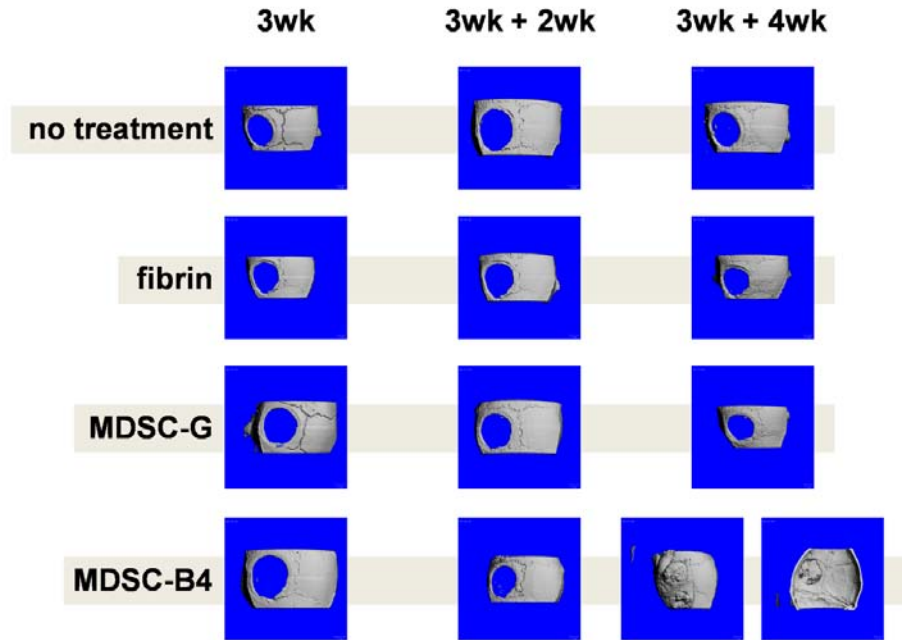 3wk 3wk + 2wk 3wk + 4wk
no treatment
fibrin
MDSC-G
MDSC-B4